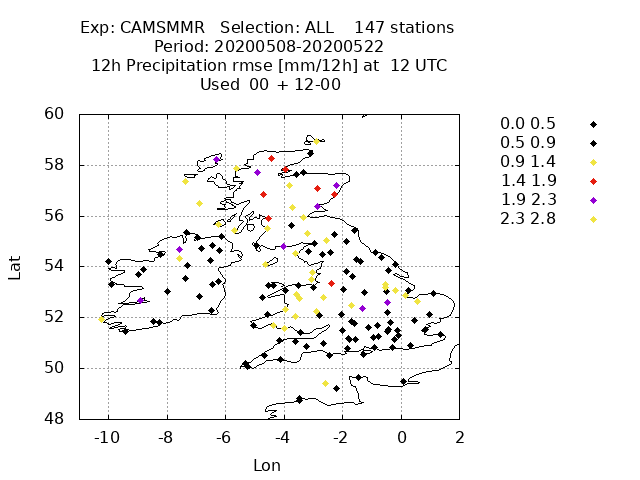 Exp: CAMSMMR Selection: ALL 147 stations
Period: 20200508-20200522
12h Precipitation rmse [mm/12h] at 12 UTC
Used 00 + 12-00
60
58
56
54
52
50
48
Lat
-10 -8 -6 -4 -2 0 2
Lon
0.0 0.5
0.5 0.9
0.9 1.4
1.4 1.9
1.9 2.3
2.3 2.8